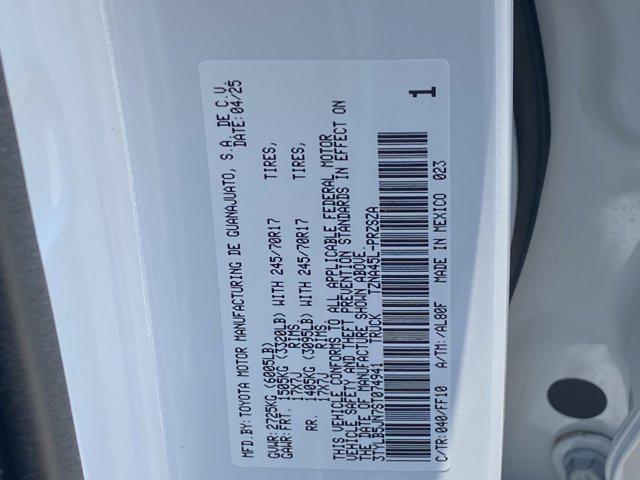 MFD.BY: TOYOTA MOTOR MANUFACTURING DE GUANAJUATO, S.A. DE C.V.
DATE: 04/25
GVWR: 2725KG (6005LB)
GAWR: FRT. 1505KG (3320LB) WITH 245/70R17 TIRES,
17X7J RIMS,
RR. 1405KG (3095LB) WITH 245/70R17 TIRES,
17X7J RIMS,
THIS VEHICLE CONFORMS TO ALL APPLICABLE FEDERAL MOTOR
VEHICLE SAFETY AND THEFT PREVENTION STANDARDS IN EFFECT ON
THE DATE OF MANUFACTURE SHOWN ABOVE.
3TYLB5JN7ST074941 TRUCK TZNA45L-PRZSZA
1
C/TR: 040/FF10 A/TM: /AL80F MADE IN MEXICO 023